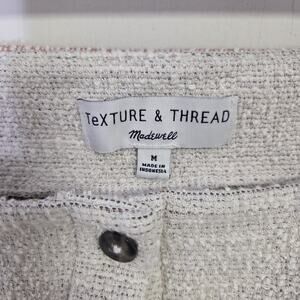 TeXTURE & THREAD
Madewell
M
MADE IN
INDONESIA